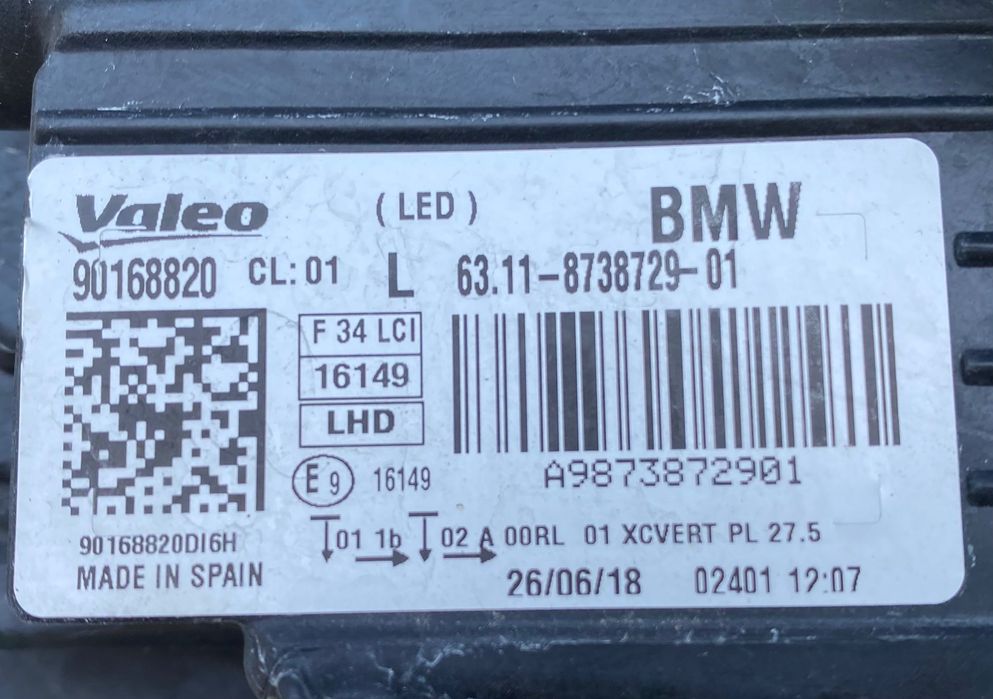 Valeo (LED) BMW
90168820 CL:01 L 63.11-8738729-01
F 34 LCI
16149
LHD
E9 16149
A9873872901
01 1b 02 A 00RL 01 XCVERT PL 27.5
90168820DI6H
MADE IN SPAIN
26/06/18 02401 12:07